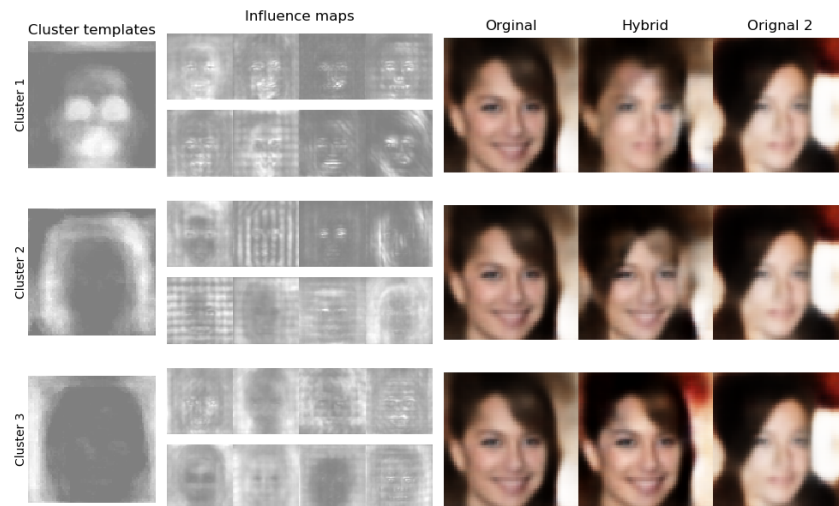 Cluster templates
Influence maps
Orginal
Hybrid
Orignal 2
Cluster 1
Cluster 2
Cluster 3